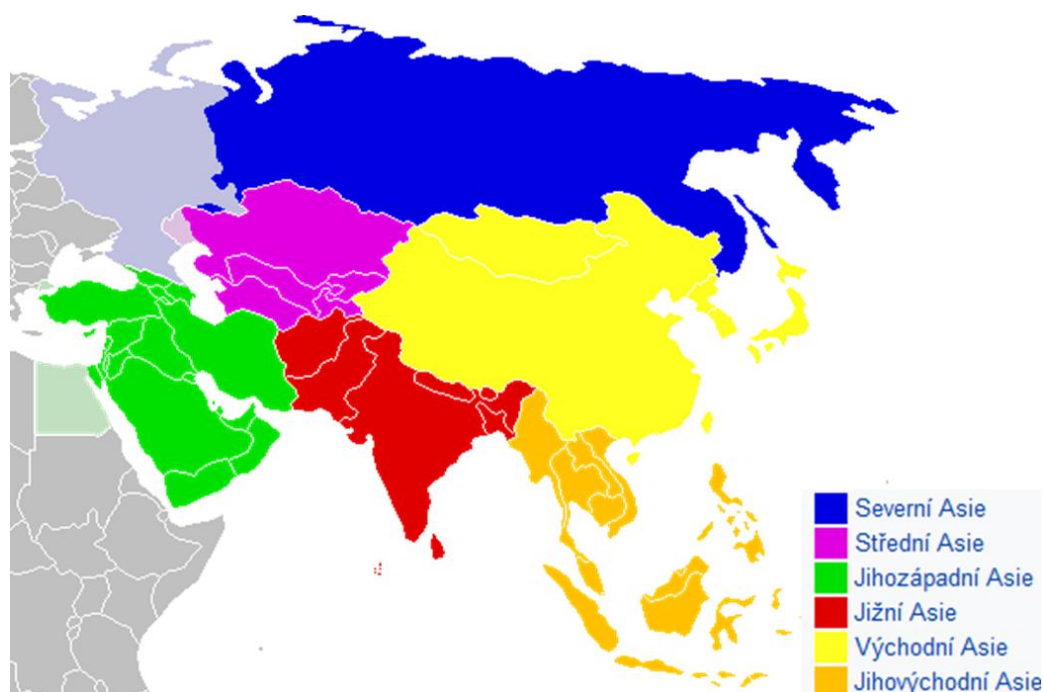 Severní Asie
Střední Asie
Jihozápadní Asie
Jižní Asie
Východní Asie
Jihovýchodní Asie